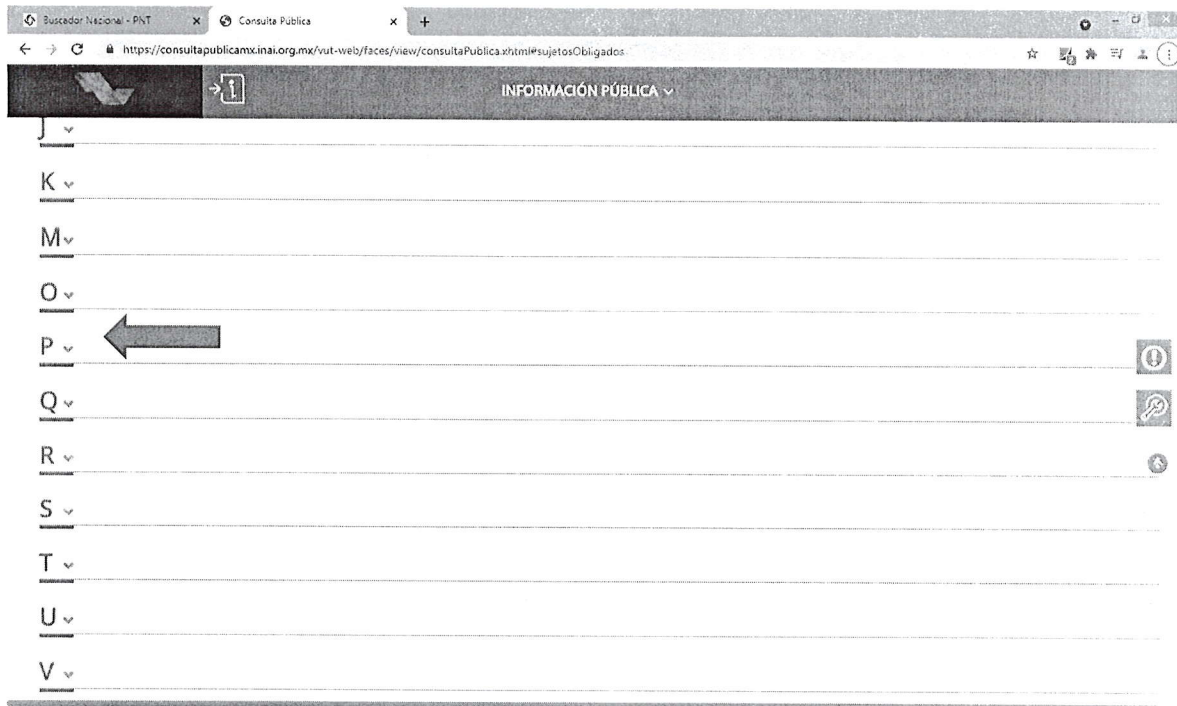 Buscador Nacional - PNT
Consulta Pública
https://consultapublicamx.inai.org.mx/vut-web/faces/view/consultaPublica.xhtml#sujetosObligados
INFORMACIÓN PÚBLICA
J
K
M
O
P
Q
R
S
T
U
V